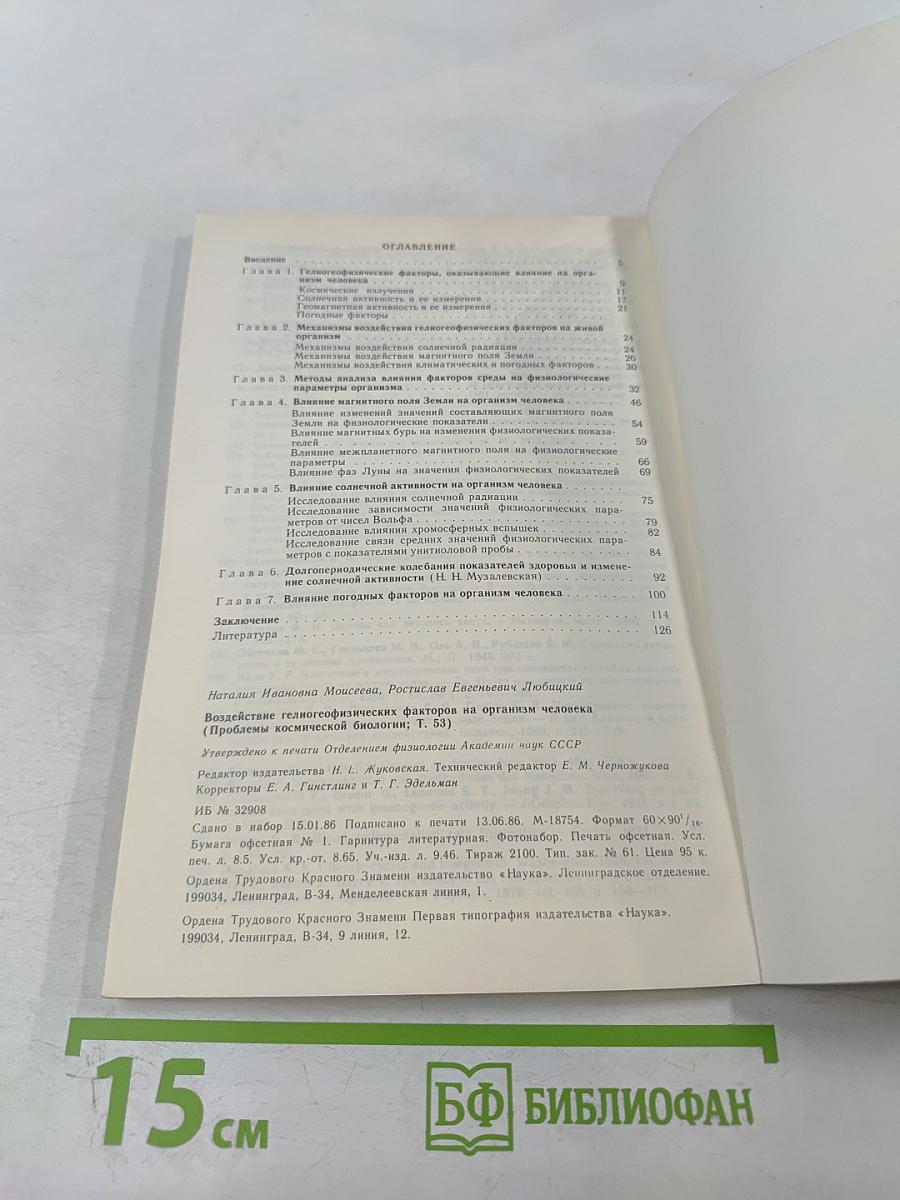 ОГЛАВЛЕНИЕ
Введение . . . 5
Глава 1. Гелиогеофизические факторы, оказывающие влияние на орга-
низм человека . . . 9
Космические излучения . . . 11
Солнечная активность и ее измерения . . . 17
Геомагнитная активность и ее измерения . . . 21
Погодные факторы . . .
Глава 2. Механизмы воздействия гелиогеофизических факторов на живой
организм . . . 24
Механизмы воздействия солнечной радиации . . . 24
Механизмы воздействия магнитного поля Земли . . . 26
Механизмы воздействия климатических и погодных факторов . . 30
Глава 3. Методы анализа влияния факторов среды на физиологические
параметры организма . . . 32
Глава 4. Влияние магнитного поля Земли на организм человека . . . 46
Влияние изменений значений составляющих магнитного поля
Земли на физиологические показатели . . . 54
Влияние магнитных бурь на изменения физиологических показа-
телей . . . 59
Влияние межпланетного магнитного поля на физиологические
параметры . . . 66
Влияние фаз Луны на значения физиологических показателей 69
Глава 5. Влияние солнечной активности на организм человека . . .
Исследование влияния солнечной радиации . . . 75
Исследование зависимости значений физиологических пара-
метров от чисел Вольфа . . . 79
Исследование влияния хромосферных вспышек . . . 82
Исследование связи средних значений физиологических пара-
метров с показателями унитиоловой пробы . . . 84
Глава 6. Долгопериодические колебания показателей здоровья и измене-
ние солнечной активности (Н. Н. Музалевская) . . . 92
Глава 7. Влияние погодных факторов на организм человека . . . 100
Заключение . . . 114
Литература . . . 126
Наталия Ивановна Моисеева, Ростислав Евгеньевич Любицкий
Воздействие гелиогеофизических факторов на организм человека
(Проблемы космической биологии; Т. 53)
Утверждено к печати Отделением физиологии Академии наук СССР
Редактор издательства Н. L. Жуковская. Технический редактор Е. М. Черножукова
Корректоры Е. А. Гинстлинг и Т. Г. Эдельман
ИБ № 32908
Сдано в набор 15.01.86 Подписано к печати 13.06.86. М-18754. Формат 60×90¹/₁₆.
Бумага офсетная № 1. Гарнитура литературная. Фотонабор. Печать офсетная. Усл.
печ. л. 8.5. Усл. кр.-от. 8.65. Уч.-изд. л. 9.46. Тираж 2100. Тип. зак. № 61. Цена 95 к.
Ордена Трудового Красного Знамени издательство «Наука». Ленинградское отделение.
199034, Ленинград, В-34, Менделеевская линия, 1.
Ордена Трудового Красного Знамени Первая типография издательства «Наука».
199034, Ленинград, В-34, 9 линия, 12.
15 см
БФ БИБЛИОФАН